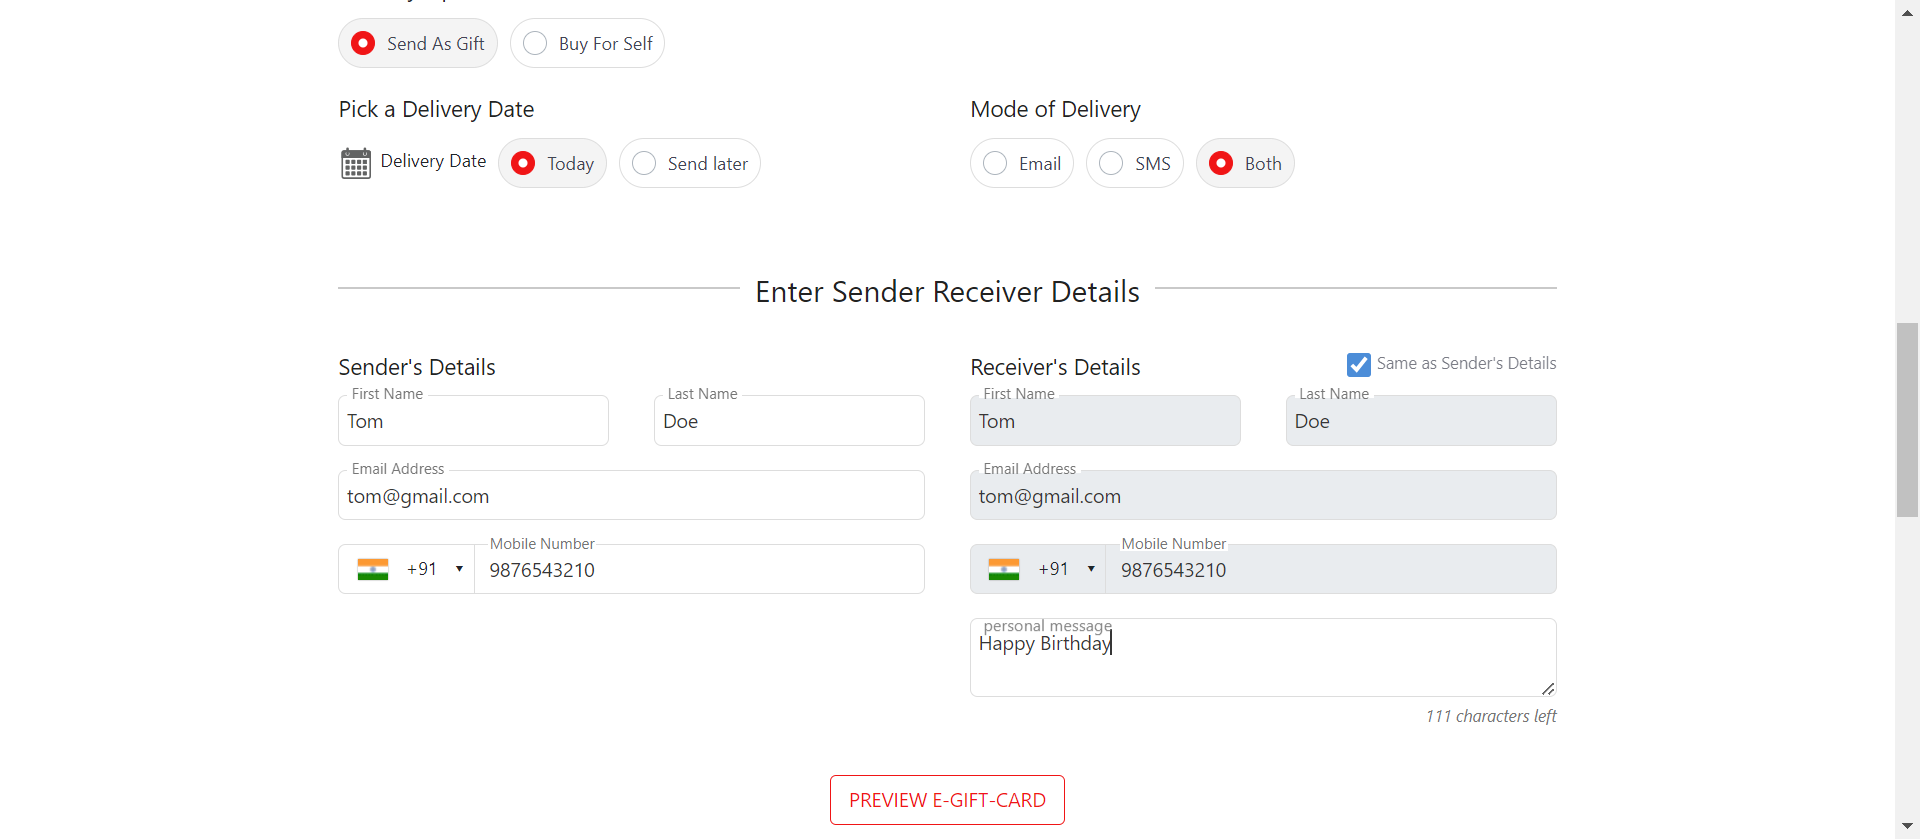 Send As Gift
Buy For Self
Pick a Delivery Date
Mode of Delivery
Delivery Date
Today
Send later
Email
SMS
Both
Enter Sender Receiver Details
Sender's Details
Receiver's Details
Same as Sender's Details
First Name
Last Name
First Name
Last Name
Tom
Doe
Tom
Doe
Email Address
Email Address
tom@gmail.com
tom@gmail.com
Mobile Number
Mobile Number
+91
9876543210
+91
9876543210
personal message
Happy Birthday
111 characters left
PREVIEW E-GIFT-CARD